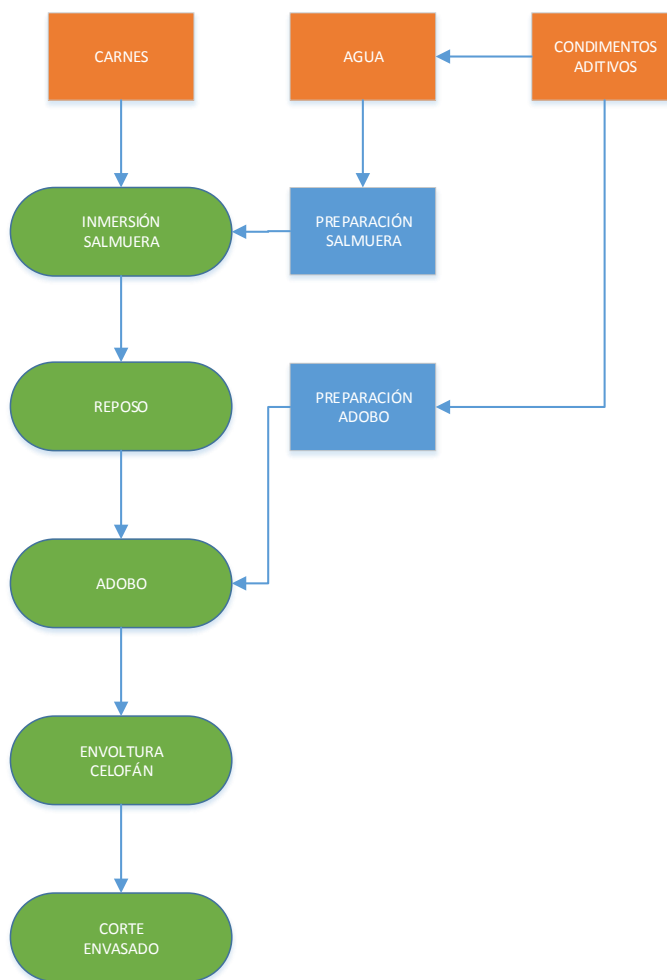 CARNES
AGUA
CONDIMENTOS
ADITIVOS
INMERSIÓN
SALMUERA
PREPARACIÓN
SALMUERA
REPOSO
PREPARACIÓN
ADOBO
ADOBO
ENVOLTURA
CELOFÁN
CORTE
ENVASADO